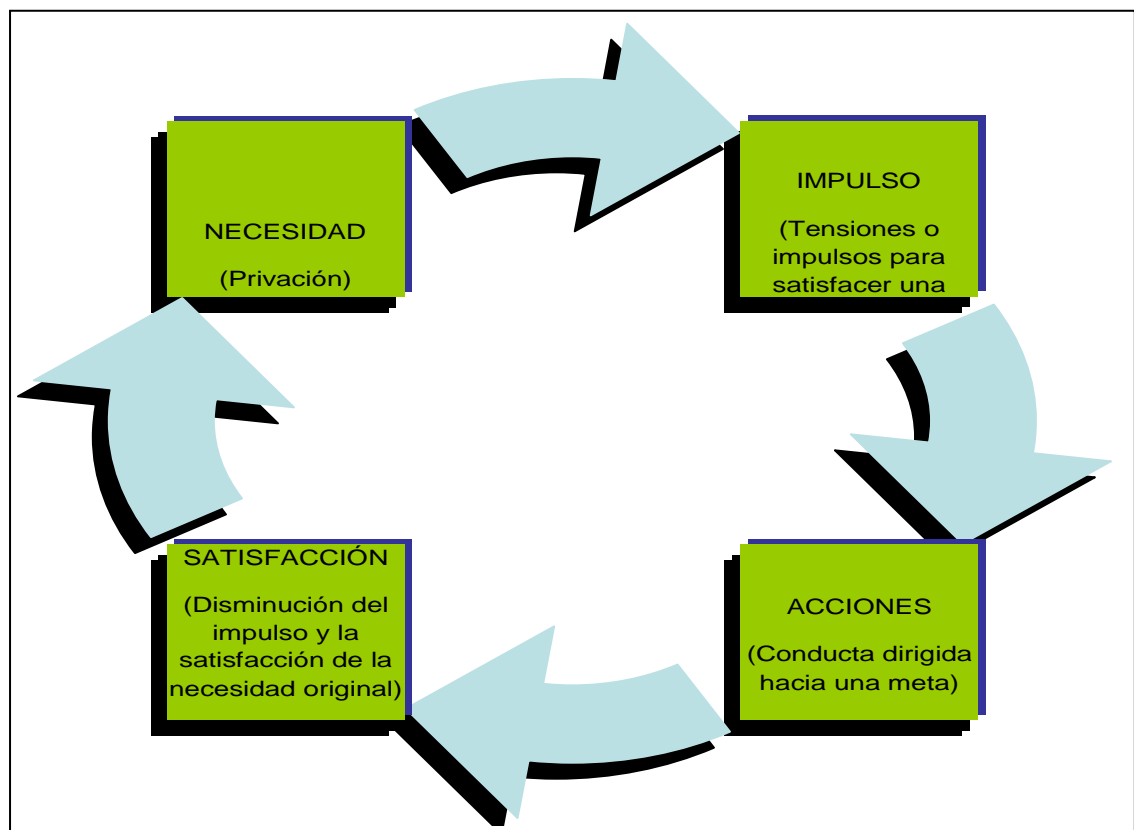 NECESIDAD
(Privación)
IMPULSO
(Tensiones o
impulsos para
satisfacer una
ACCIONES
(Conducta dirigida
hacia una meta)
SATISFACCIÓN
(Disminución del
impulso y la
satisfacción de la
necesidad original)